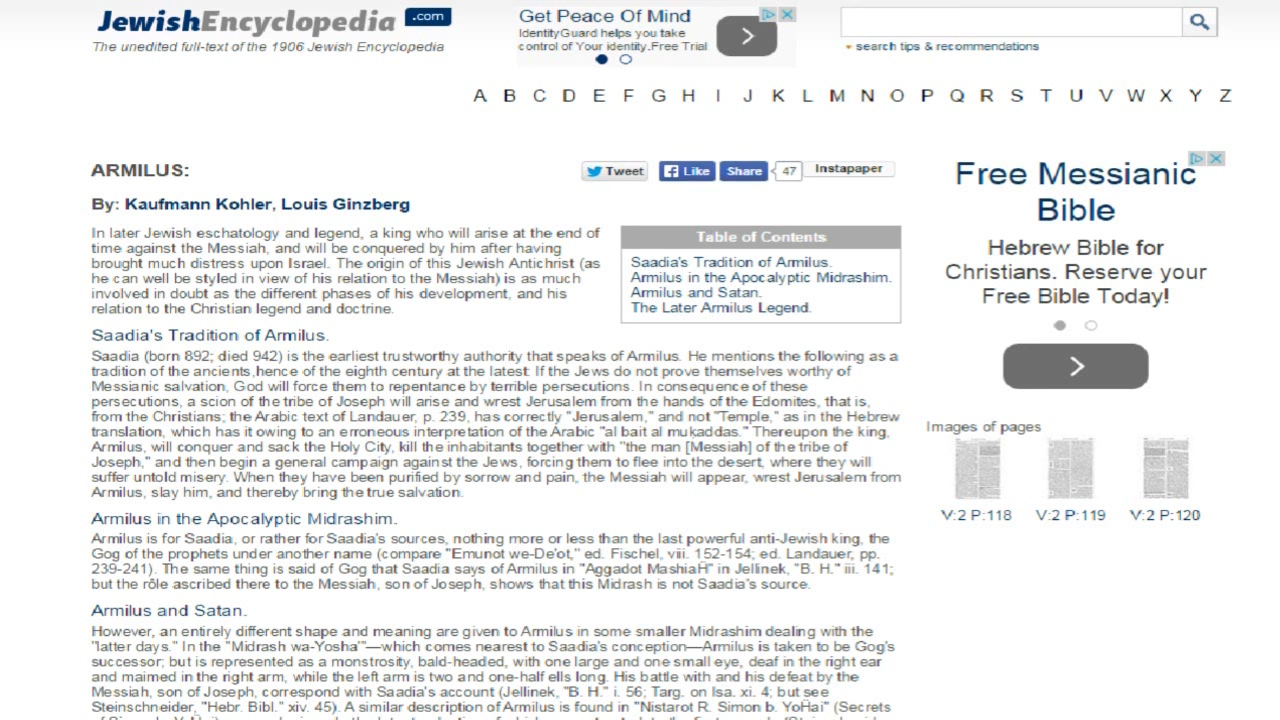 JewishEncyclopedia .com
The unedited full-text of the 1906 Jewish Encyclopedia
Get Peace Of Mind
IdentityGuard helps you take
control of Your identity.Free Trial
search tips & recommendations
A B C D E F G H I J K L M N O P Q R S T U V W X Y Z
ARMILUS:
Tweet Like Share 47 Instapaper
By: Kaufmann Kohler, Louis Ginzberg
In later Jewish eschatology and legend, a king who will arise at the end of
time against the Messiah, and will be conquered by him after having
brought much distress upon Israel. The origin of this Jewish Antichrist (as
he can well be styled in view of his relation to the Messiah) is as much
involved in doubt as the different phases of his development, and his
relation to the Christian legend and doctrine.
Table of Contents
Saadia's Tradition of Armilus.
Armilus in the Apocalyptic Midrashim.
Armilus and Satan.
The Later Armilus Legend.
Saadia's Tradition of Armilus.
Saadia (born 892; died 942) is the earliest trustworthy authority that speaks of Armilus. He mentions the following as a
tradition of the ancients,hence of the eighth century at the latest: If the Jews do not prove themselves worthy of
Messianic salvation, God will force them to repentance by terrible persecutions. In consequence of these
persecutions, a scion of the tribe of Joseph will arise and wrest Jerusalem from the hands of the Edomites, that is,
from the Christians; the Arabic text of Landauer, p. 239, has correctly "Jerusalem," and not "Temple," as in the Hebrew
translation, which has it owing to an erroneous interpretation of the Arabic "al bait al muḳaddas." Thereupon the king,
Armilus, will conquer and sack the Holy City, kill the inhabitants together with "the man [Messiah] of the tribe of
Joseph," and then begin a general campaign against the Jews, forcing them to flee into the desert, where they will
suffer untold misery. When they have been purified by sorrow and pain, the Messiah will appear, wrest Jerusalem from
Armilus, slay him, and thereby bring the true salvation.
Armilus in the Apocalyptic Midrashim.
Armilus is for Saadia, or rather for Saadia's sources, nothing more or less than the last powerful anti-Jewish king, the
Gog of the prophets under another name (compare "Emunot we-De'ot," ed. Fischel, viii. 152-154; ed. Landauer, pp.
239-241). The same thing is said of Gog that Saadia says of Armilus in "Aggadot MashiaḦ" in Jellinek, "B. H." iii. 141;
but the rôle ascribed there to the Messiah, son of Joseph, shows that this Midrash is not Saadia's source.
Armilus and Satan.
However, an entirely different shape and meaning are given to Armilus in some smaller Midrashim dealing with the
"latter days." In the "Midrash wa-Yosha'"—which comes nearest to Saadia's conception—Armilus is taken to be Gog's
successor; but is represented as a monstrosity, bald-headed, with one large and one small eye, deaf in the right ear
and maimed in the right arm, while the left arm is two and one-half ells long. His battle with and his defeat by the
Messiah, son of Joseph, correspond with Saadia's account (Jellinek, "B. H." i. 56; Targ. on Isa. xi. 4; but see
Steinschneider, "Hebr. Bibl." xiv. 45). A similar description of Armilus is found in "Nistarot R. Simon b. YoḦai" (Secrets
Free Messianic
Bible
Hebrew Bible for
Christians. Reserve your
Free Bible Today!
Images of pages
V:2 P:118 V:2 P:119 V:2 P:120